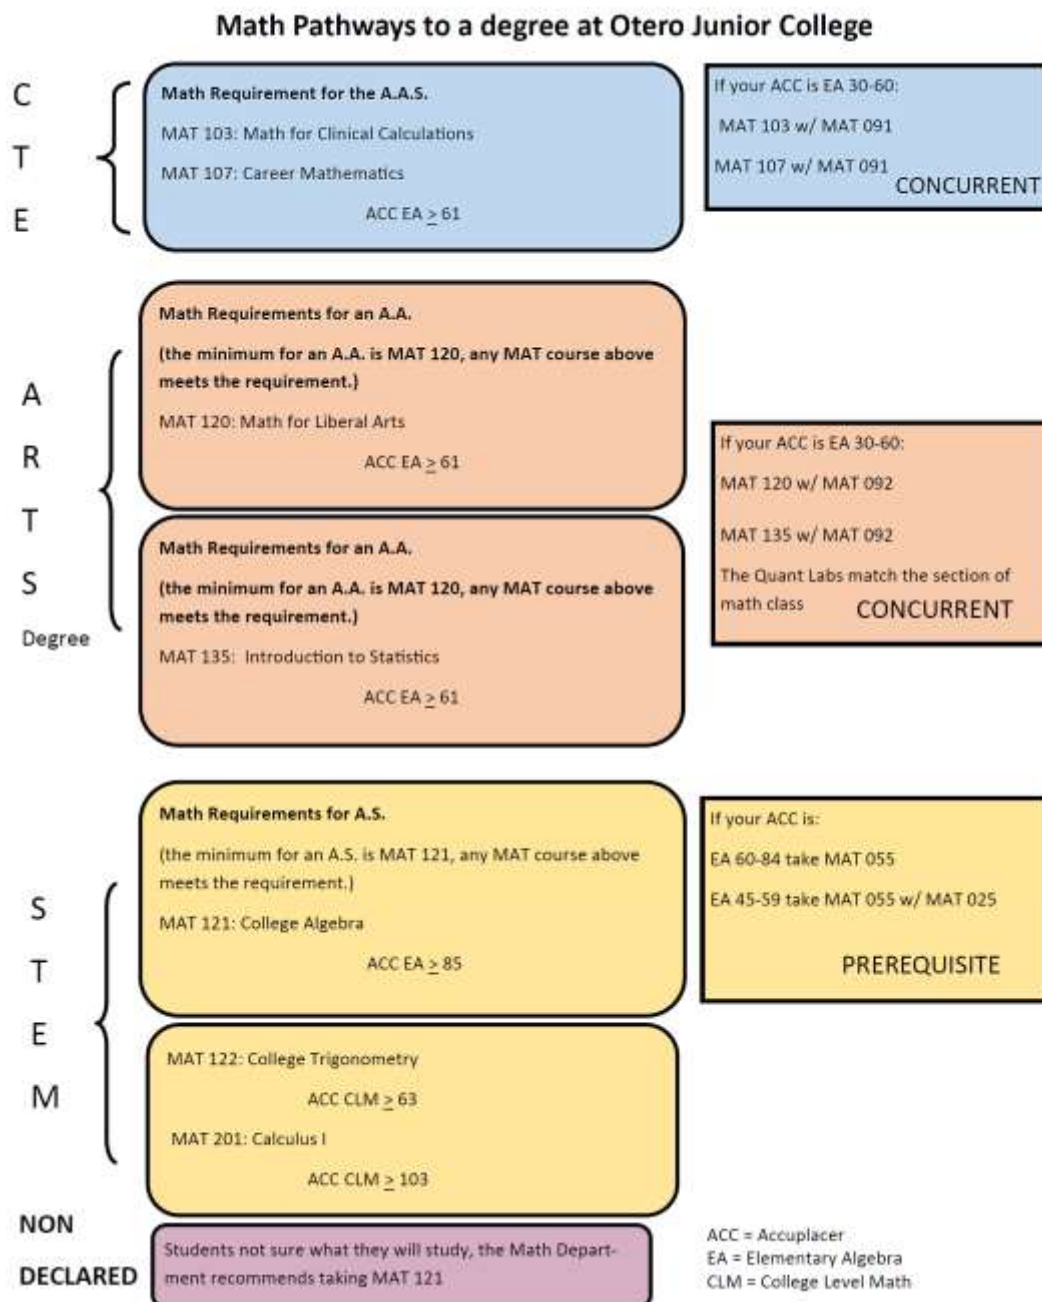 Math Pathways to a degree at Otero Junior College
C
T
E
Math Requirement for the A.A.S.
MAT 103: Math for Clinical Calculations
MAT 107: Career Mathematics
ACC EA ≥ 61
If your ACC is EA 30-60:
MAT 103 w/ MAT 091
MAT 107 w/ MAT 091
CONCURRENT
A
R
T
S
Degree
Math Requirements for an A.A.
(the minimum for an A.A. is MAT 120, any MAT course above
meets the requirement.)
MAT 120: Math for Liberal Arts
ACC EA ≥ 61
Math Requirements for an A.A.
(the minimum for an A.A. is MAT 120, any MAT course above
meets the requirement.)
MAT 135: Introduction to Statistics
ACC EA ≥ 61
If your ACC is EA 30-60:
MAT 120 w/ MAT 092
MAT 135 w/ MAT 092
The Quant Labs match the section of
math class CONCURRENT
S
T
E
M
Math Requirements for A.S.
(the minimum for an A.S. is MAT 121, any MAT course above
meets the requirement.)
MAT 121: College Algebra
ACC EA ≥ 85
If your ACC is:
EA 60-84 take MAT 055
EA 45-59 take MAT 055 w/ MAT 025
PREREQUISITE
MAT 122: College Trigonometry
ACC CLM ≥ 63
MAT 201: Calculus I
ACC CLM ≥ 103
NON
DECLARED
Students not sure what they will study, the Math Depart-
ment recommends taking MAT 121
ACC = Accuplacer
EA = Elementary Algebra
CLM = College Level Math